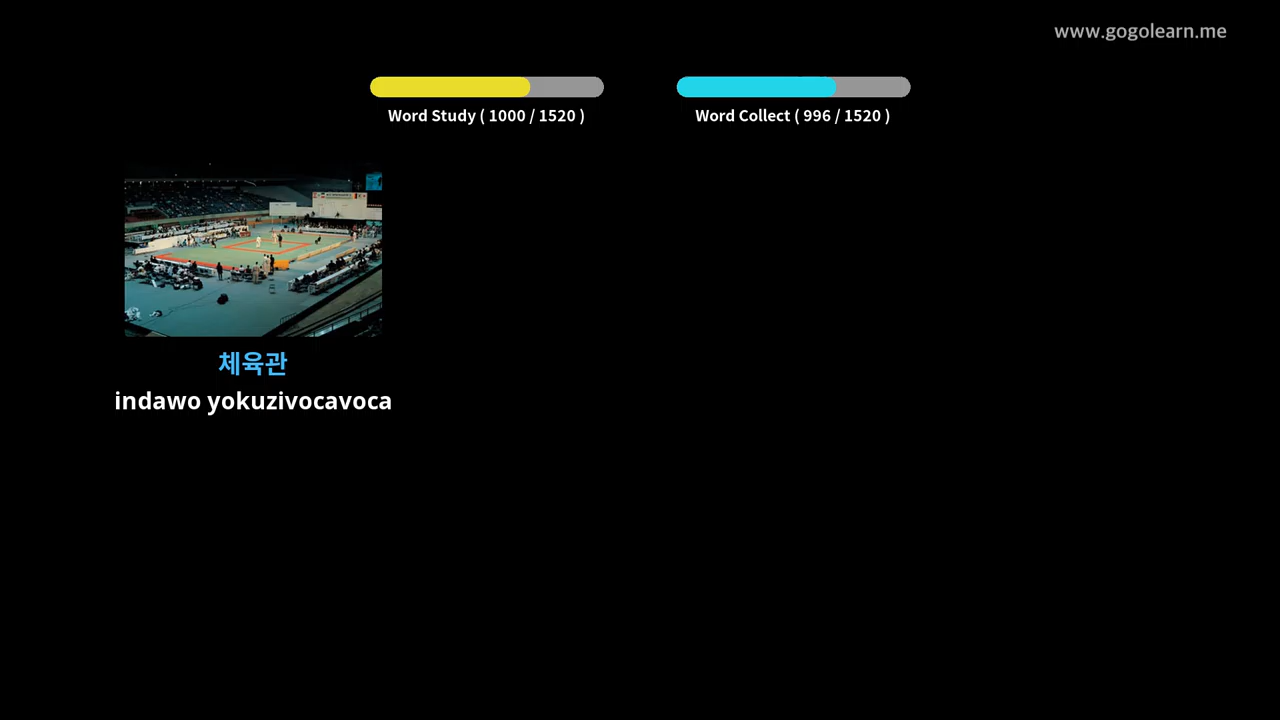 www.gogolearn.me
Word Study ( 1000 / 1520 )
Word Collect ( 996 / 1520 )
체육관
indawo yokuzivocavoca